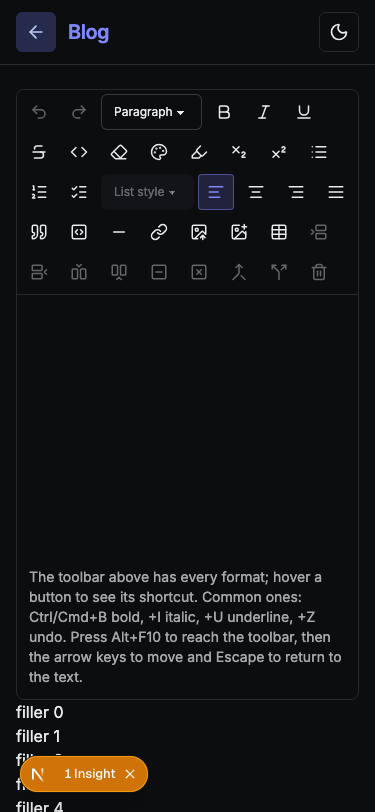 Blog
Paragraph
B I U
S x₂ x²
List style
The toolbar above has every format; hover a
button to see its shortcut. Common ones:
Ctrl/Cmd+B bold, +I italic, +U underline, +Z
undo. Press Alt+F10 to reach the toolbar, then
the arrow keys to move and Escape to return to
the text.
filler 0
filler 1
N 1 Insight
filler 4